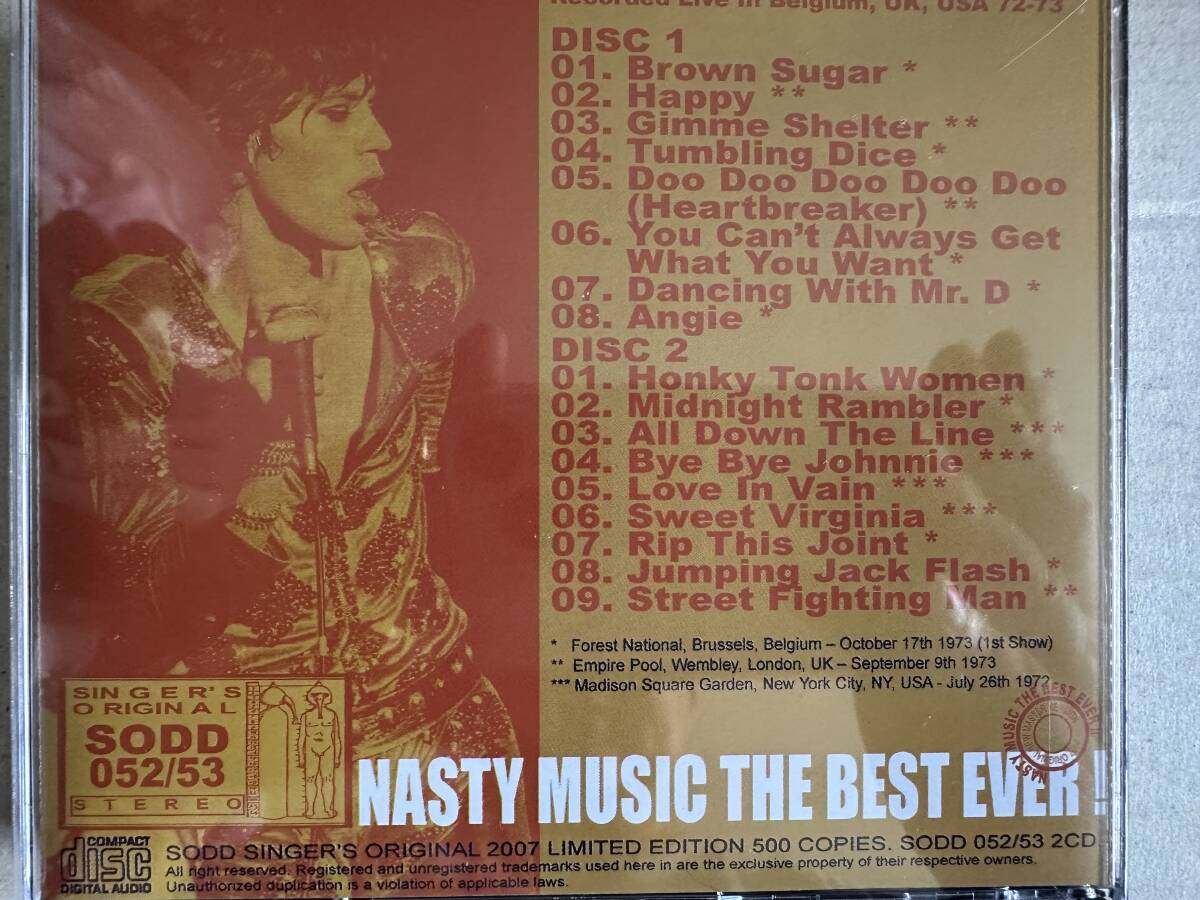 Recorded Live in Belgium, UK, USA 72-73
DISC 1
01. Brown Sugar *
02. Happy **
03. Gimme Shelter **
04. Tumbling Dice *
05. Doo Doo Doo Doo Doo
(Heartbreaker) **
06. You Can't Always Get
What You Want *
07. Dancing With Mr. D *
08. Angie *
DISC 2
01. Honky Tonk Women *
02. Midnight Rambler *
03. All Down The Line ***
04. Bye Bye Johnnie ***
05. Love In Vain ***
06. Sweet Virginia ***
07. Rip This Joint *
08. Jumping Jack Flash *
09. Street Fighting Man **
* Forest National, Brussels, Belgium – October 17th 1973 (1st Show)
** Empire Pool, Wembley, London, UK – September 9th 1973
*** Madison Square Garden, New York City, NY, USA - July 26th 1972
SINGER'S
ORIGINAL
SODD
052/53
STEREO
NASTY MUSIC THE BEST EVER
ORIGINAL
NASTY MUSIC THE BEST EVER !
COMPACT
disc
DIGITAL AUDIO
SODD SINGER'S ORIGINAL 2007 LIMITED EDITION 500 COPIES. SODD 052/53 2CD
All right reserved. Registered and unregistered trademarks used here in are the exclusive property of their respective owners.
Unauthorized duplication is a violation of applicable laws.